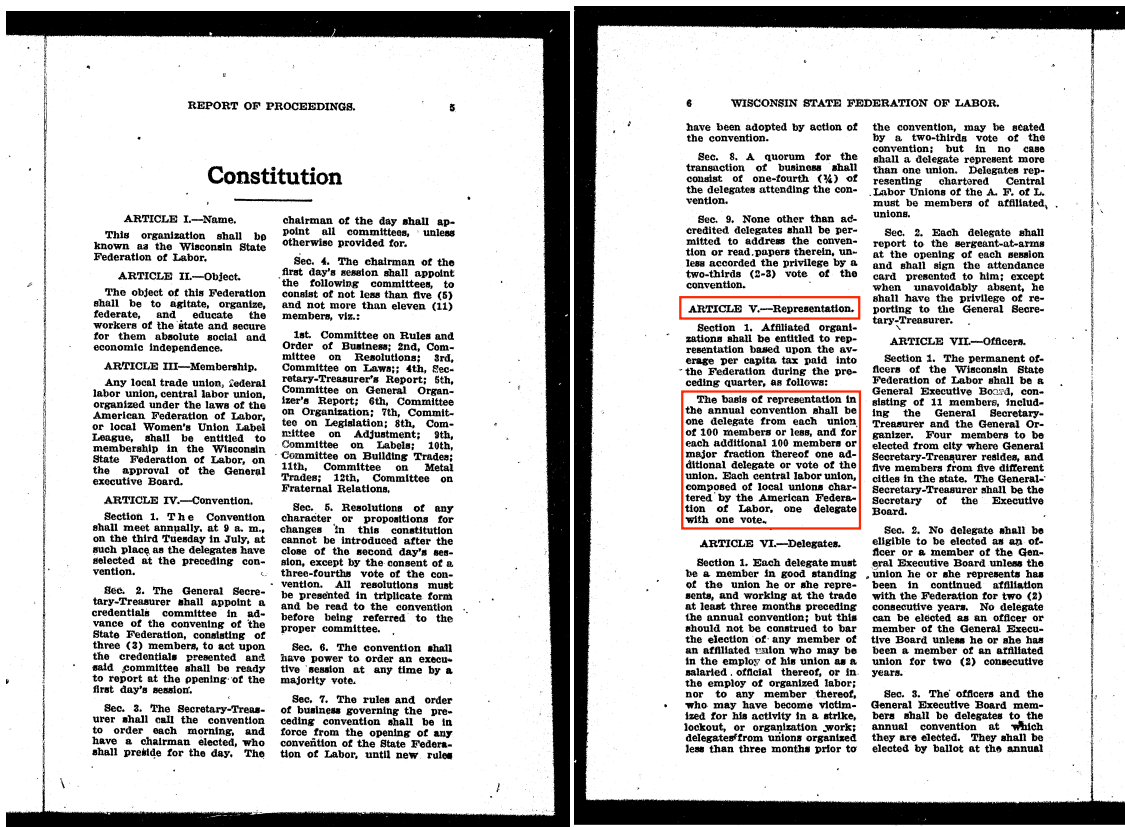 REPORT OF PROCEEDINGS. 5
Constitution
ARTICLE I.—Name.
This organization shall be
known as the Wisconsin State
Federation of Labor.
ARTICLE II.—Object.
The object of this Federation
shall be to agitate, organize,
federate, and educate the
workers of the state and secure
for them absolute social and
economic independence.
ARTICLE III—Membership.
Any local trade union, federal
labor union, central labor union,
organized under the laws of the
American Federation of Labor,
or local Women's Union Label
League, shall be entitled to
membership in the Wisconsin
State Federation of Labor, on
the approval of the General
executive Board.
ARTICLE IV.—Convention.
Section 1. The Convention
shall meet annually, at 9 a. m.,
on the third Tuesday in July, at
such place as the delegates have
selected at the preceding con-
vention.
Sec. 2. The General Secre-
tary-Treasurer shall appoint a
credentials committee in ad-
vance of the convening of the
State Federation, consisting of
three (3) members, to act upon
the credentials presented and
said committee shall be ready
to report at the opening of the
first day's session.
Sec. 3. The Secretary-Treas-
urer shall call the convention
to order each morning, and
have a chairman elected, who
shall preside for the day. The
chairman of the day shall ap-
point all committees, unless
otherwise provided for.
Sec. 4. The chairman of the
first day's session shall appoint
the following committees, to
consist of not less than five (5)
and not more than eleven (11)
members, viz.:
1st. Committee on Rules and
Order of Business; 2nd, Com-
mittee on Resolutions; 3rd,
Committee on Laws;; 4th, Sec-
retary-Treasurer's Report; 5th,
Committee on General Organ-
izer's Report; 6th, Committee
on Organization; 7th, Commit-
tee on Legislation; 8th, Com-
mittee on Adjustment; 9th,
Committee on Labels; 10th,
Committee on Building Trades;
11th, Committee on Metal
Trades; 12th, Committee on
Fraternal Relations.
Sec. 5. Resolutions of any
character or propositions for
changes in this constitution
cannot be introduced after the
close of the second day's ses-
sion, except by the consent of a
three-fourths vote of the con-
vention. All resolutions must
be presented in triplicate form
and be read to the convention
before being referred to the
proper committee.
Sec. 6. The convention shall
have power to order an execu-
tive session at any time by a
majority vote.
Sec. 7. The rules and order
of business governing the pre-
ceding convention shall be in
force from the opening of any
convention of the State Federa-
tion of Labor, until new rules
6 WISCONSIN STATE FEDERATION OF LABOR.
have been adopted by action of
the convention.
Sec. 8. A quorum for the
transaction of business shall
consist of one-fourth (¼) of
the delegates attending the con-
vention.
Sec. 9. None other than ac-
credited delegates shall be per-
mitted to address the conven-
tion or read papers therein, un-
less accorded the privilege by a
two-thirds (2-3) vote of the
convention.
ARTICLE V.—Representation.
Section 1. Affiliated organi-
zations shall be entitled to rep-
resentation based upon the av-
erage per capita tax paid into
the Federation during the pre-
ceding quarter, as follows:
The basis of representation in
the annual convention shall be
one delegate from each union
of 100 members or less, and for
each additional 100 members or
major fraction thereof one ad-
ditional delegate or vote of the
union. Each central labor union,
composed of local unions char-
tered by the American Federa-
tion of Labor, one delegate
with one vote.
ARTICLE VI.—Delegates.
Section 1. Each delegate must
be a member in good standing
of the union he or she repre-
sents, and working at the trade
at least three months preceding
the annual convention; but this
should not be construed to bar
the election of any member of
an affiliated union who may be
in the employ of his union as a
salaried official thereof, or in
the employ of organized labor;
nor to any member thereof,
who may have become victim-
ized for his activity in a strike,
lockout, or organization work;
delegates from unions organized
less than three months prior to
the convention, may be seated
by a two-thirds vote of the
convention; but in no case
shall a delegate represent more
than one union. Delegates rep-
resenting chartered Central
Labor Unions of the A. F. of L.
must be members of affiliated
unions.
Sec. 2. Each delegate shall
report to the sergeant-at-arms
at the opening of each session
and shall sign the attendance
card presented to him; except
when unavoidably absent, he
shall have the privilege of re-
porting to the General Secre-
tary-Treasurer.
ARTICLE VII.—Officers.
Section 1. The permanent of-
ficers of the Wisconsin State
Federation of Labor shall be a
General Executive Board, con-
sisting of 11 members, includ-
ing the General Secretary-
Treasurer and the General Or-
ganizer. Four members to be
elected from city where General
Secretary-Treasurer resides, and
five members from five different
cities in the state. The General-
Secretary-Treasurer shall be the
Secretary of the Executive
Board.
Sec. 2. No delegate shall be
eligible to be elected as an of-
ficer or a member of the Gen-
eral Executive Board unless the
union he or she represents has
been in continued affiliation
with the Federation for two (2)
consecutive years. No delegate
can be elected as an officer or
member of the General Execu-
tive Board unless he or she has
been a member of an affiliated
union for two (2) consecutive
years.
Sec. 3. The officers and the
General Executive Board mem-
bers shall be delegates to the
annual convention at which
they are elected. They shall be
elected by ballot at the annual